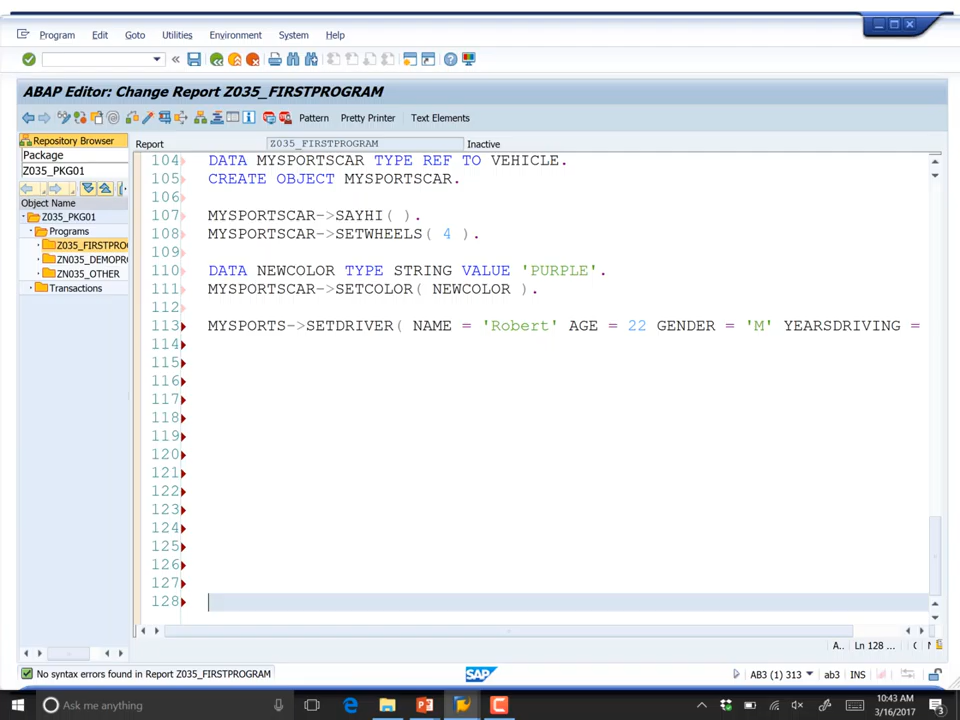 Program Edit Goto Utilities Environment System Help
«
ABAP Editor: Change Report Z035_FIRSTPROGRAM
Pattern Pretty Printer Text Elements
Repository Browser
Package
Z035_PKG01
Object Name
Z035_PKG01
Programs
Z035_FIRSTPRO
ZN035_DEMOPR
ZN035_OTHER
Transactions
Report Z035_FIRSTPROGRAM Inactive
104 DATA MYSPORTSCAR TYPE REF TO VEHICLE.
105 CREATE OBJECT MYSPORTSCAR.
106
107 MYSPORTSCAR->SAYHI( ).
108 MYSPORTSCAR->SETWHEELS( 4 ).
109
110 DATA NEWCOLOR TYPE STRING VALUE 'PURPLE'.
111 MYSPORTSCAR->SETCOLOR( NEWCOLOR ).
112
113 MYSPORTS->SETDRIVER( NAME = 'Robert' AGE = 22 GENDER = 'M' YEARSDRIVING =
114
115
116
117
118
119
120
121
122
123
124
125
126
127
128
A.. Ln 128 ...
No syntax errors found in Report Z035_FIRSTPROGRAM
SAP
AB3 (1) 313 ab3 INS
Ask me anything
10:43 AM
3/16/2017
3